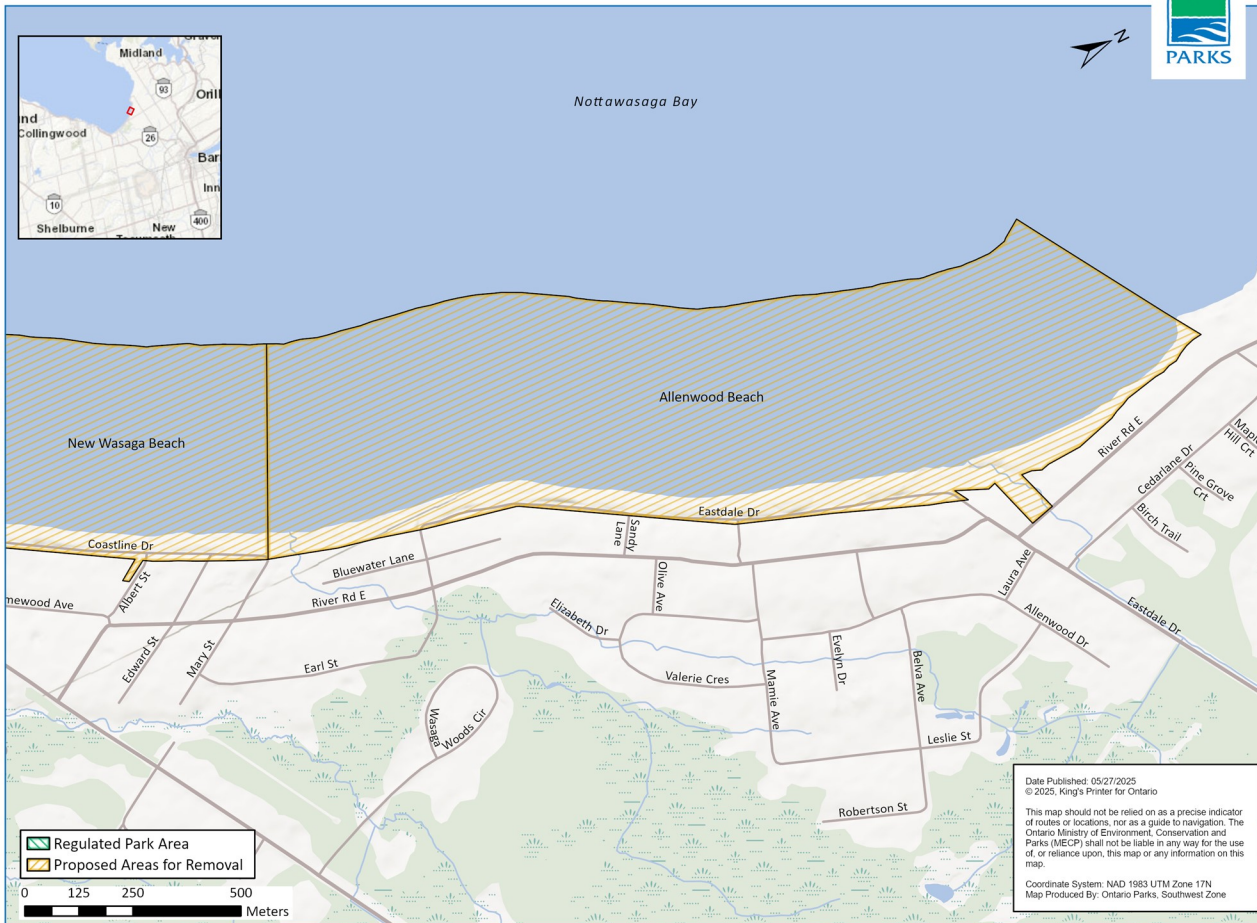 Midland
93
26
Collingwood
10
Shelburne
New
400
N
PARKS
Nottawasaga Bay
Allenwood Beach
New Wasaga Beach
River Rd E
Maple
Hill Crt
Cedarlane Dr
Pine Grove
Crt
Birch Trail
Eastdale Dr
Sandy
Lane
Coastline Dr
Albert St
Bluewater Lane
River Rd E
Olive Ave
Laura Ave
Elizabeth Dr
Eastdale Dr
Allenwood Dr
Edward St
Mary St
Earl St
Evelyn Dr
Belva Ave
Valerie Cres
Mamie Ave
Wasaga
Woods Cir
Leslie St
Robertson St
Regulated Park Area
Proposed Areas for Removal
0 125 250 500
Meters
Date Published: 05/27/2025
© 2025, King's Printer for Ontario
This map should not be relied on as a precise indicator
of routes or locations, nor as a guide to navigation. The
Ontario Ministry of Environment, Conservation and
Parks (MECP) shall not be liable in any way for the use
of, or reliance upon, this map or any information on this
map.
Coordinate System: NAD 1983 UTM Zone 17N
Map Produced By: Ontario Parks, Southwest Zone